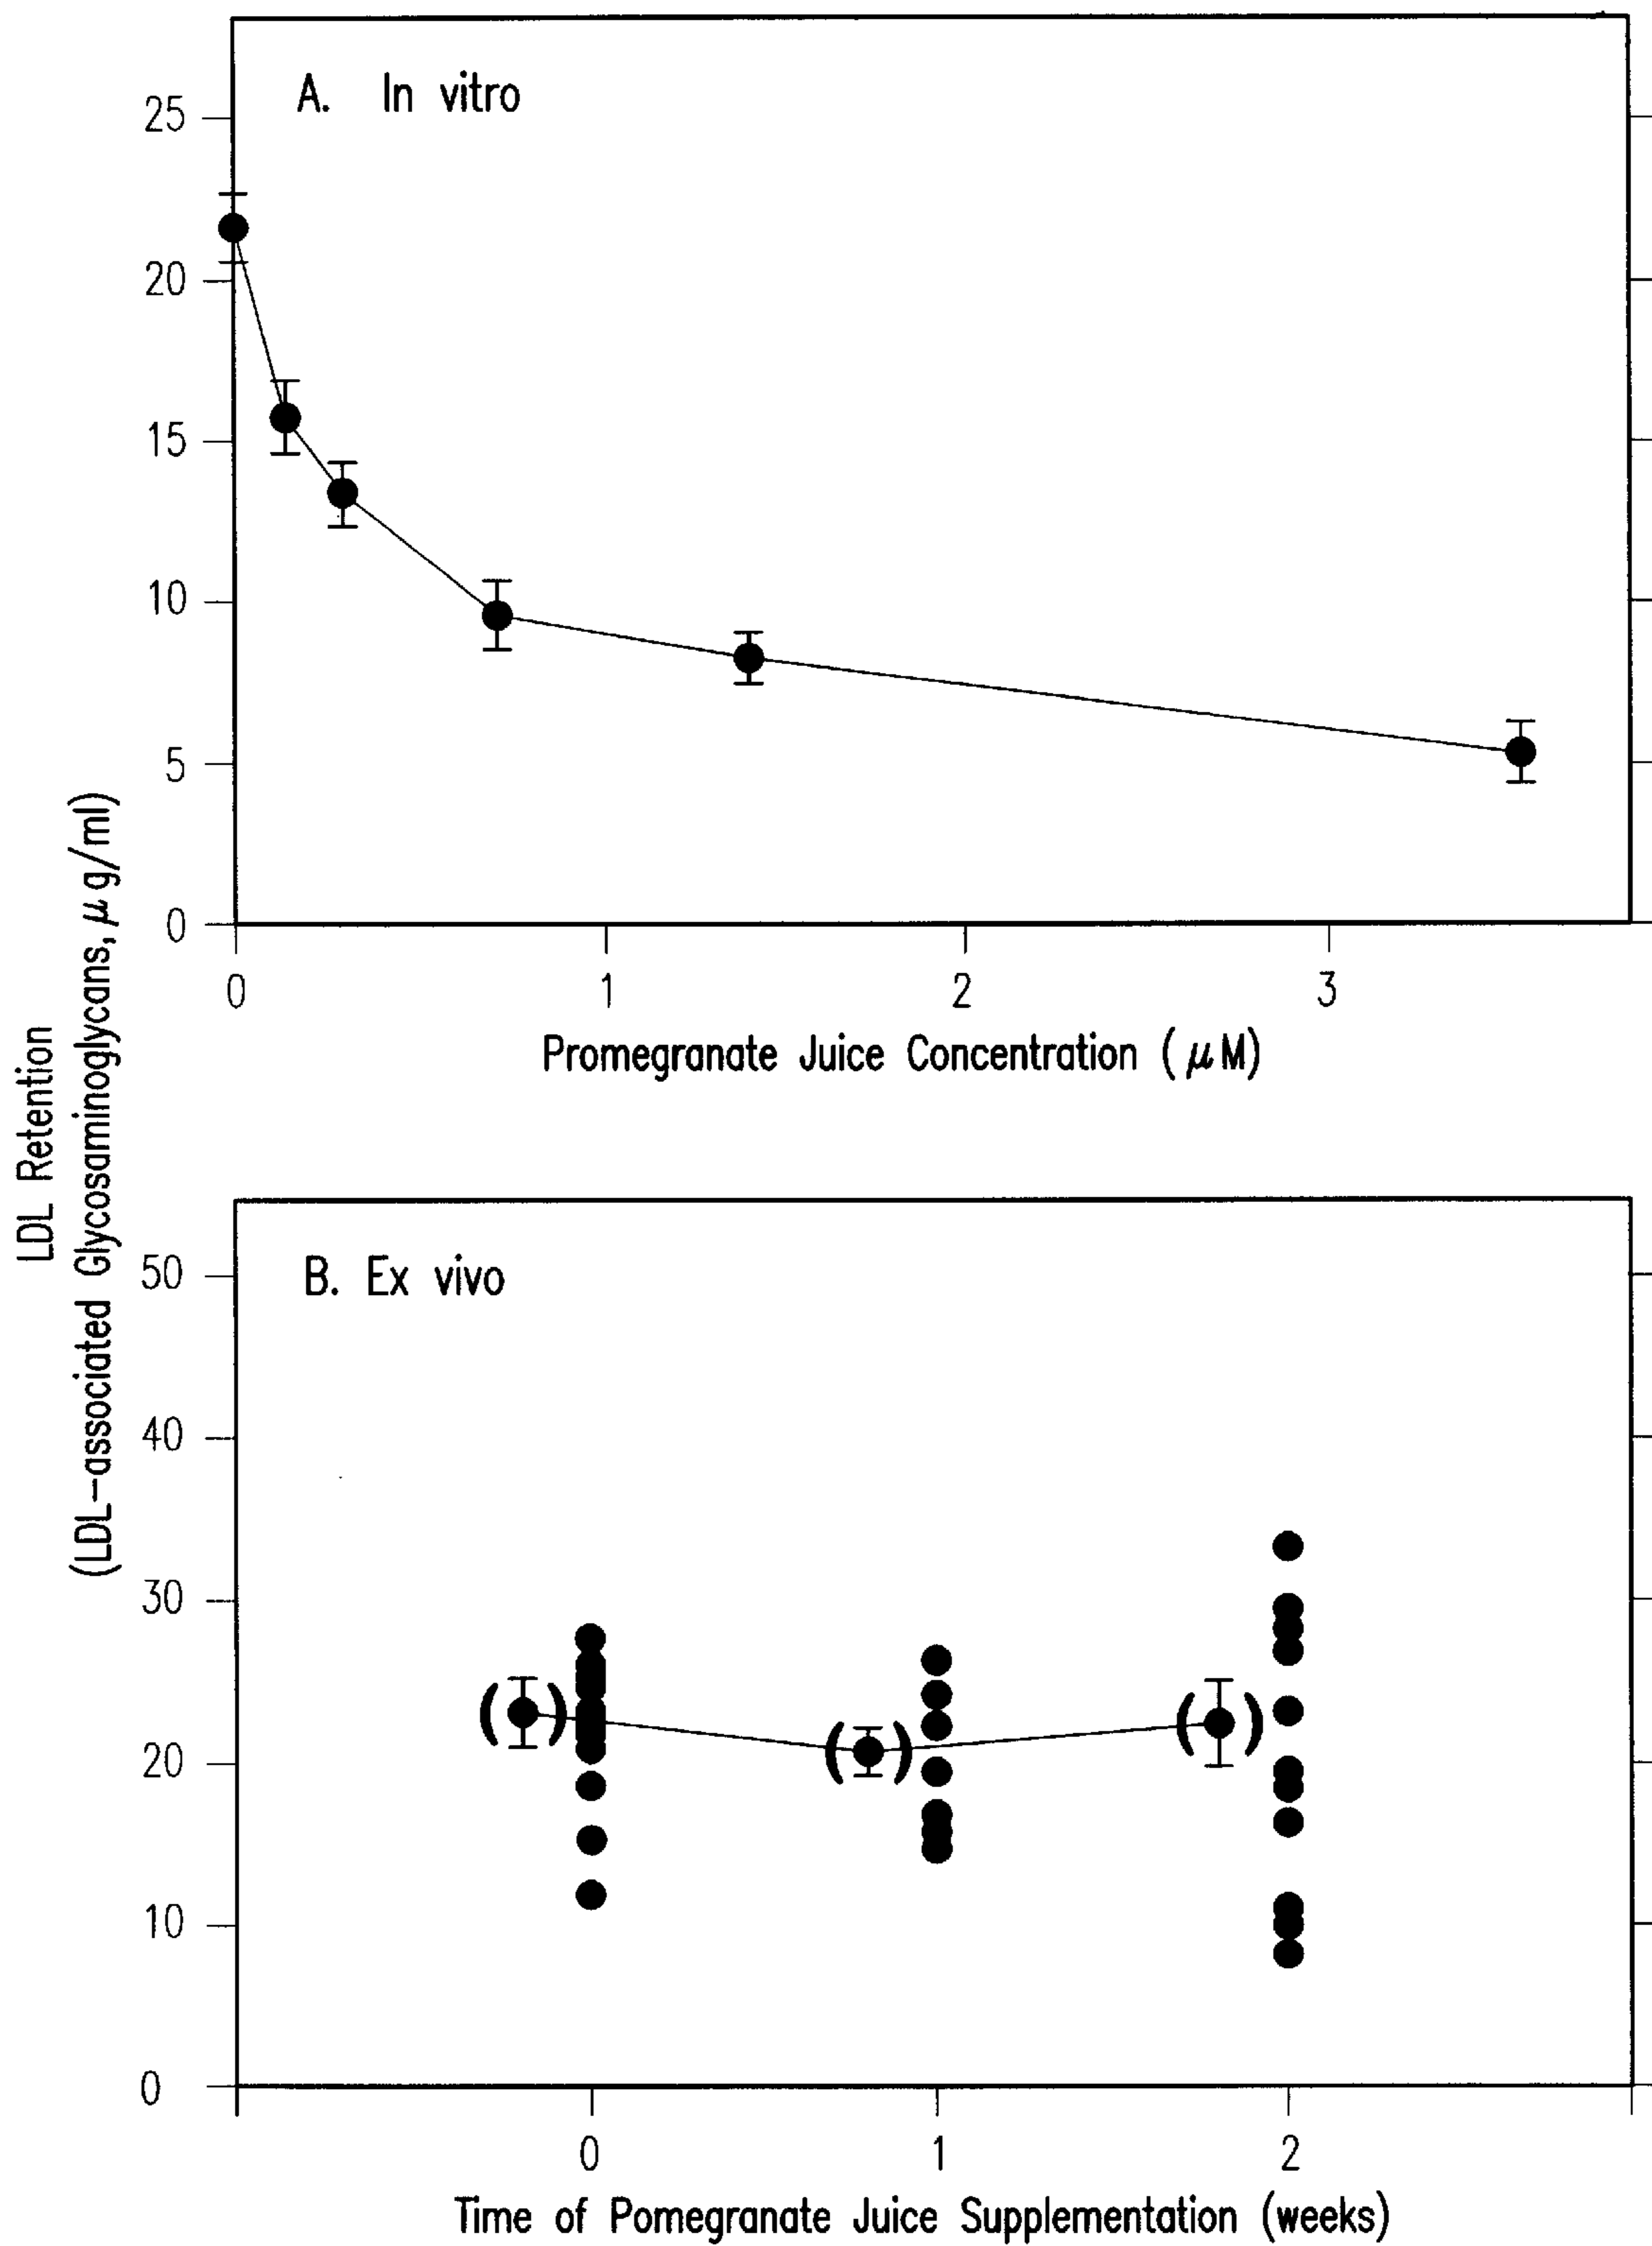 A. In vitro
25
20
15
10
5
0
0 1 2 3
Promegranate Juice Concentration (μM)
LDL Retention
(LDL-associated Glycosaminoglycans, μg/ml)
B. Ex vivo
50
40
30
20
10
0
0 1 2
Time of Pomegranate Juice Supplementation (weeks)